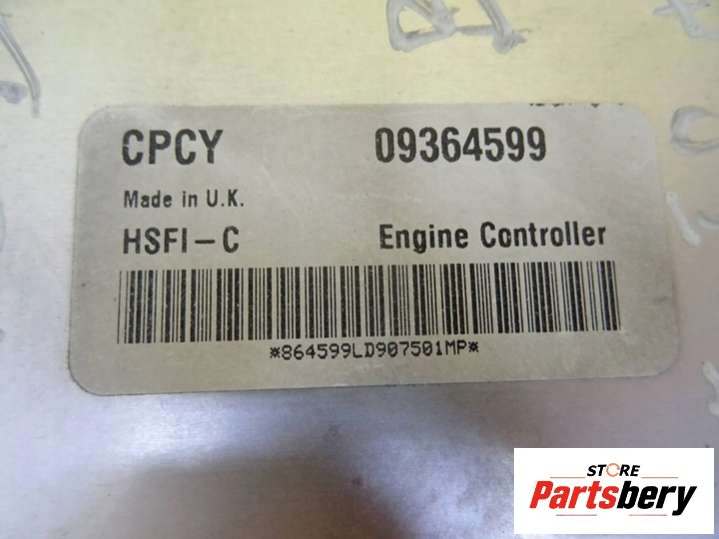 CPCY 09364599
Made in U.K.
HSFI-C Engine Controller
*864599LD907501MP*
STORE
Partsbery